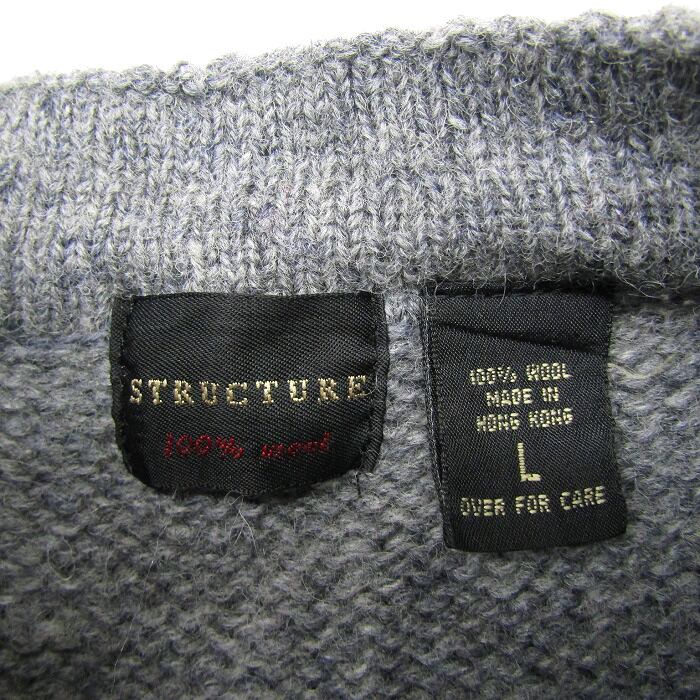 STRUCTURE
100% wool
100% WOOL
MADE IN
HONG KONG
L
OVER FOR CARE